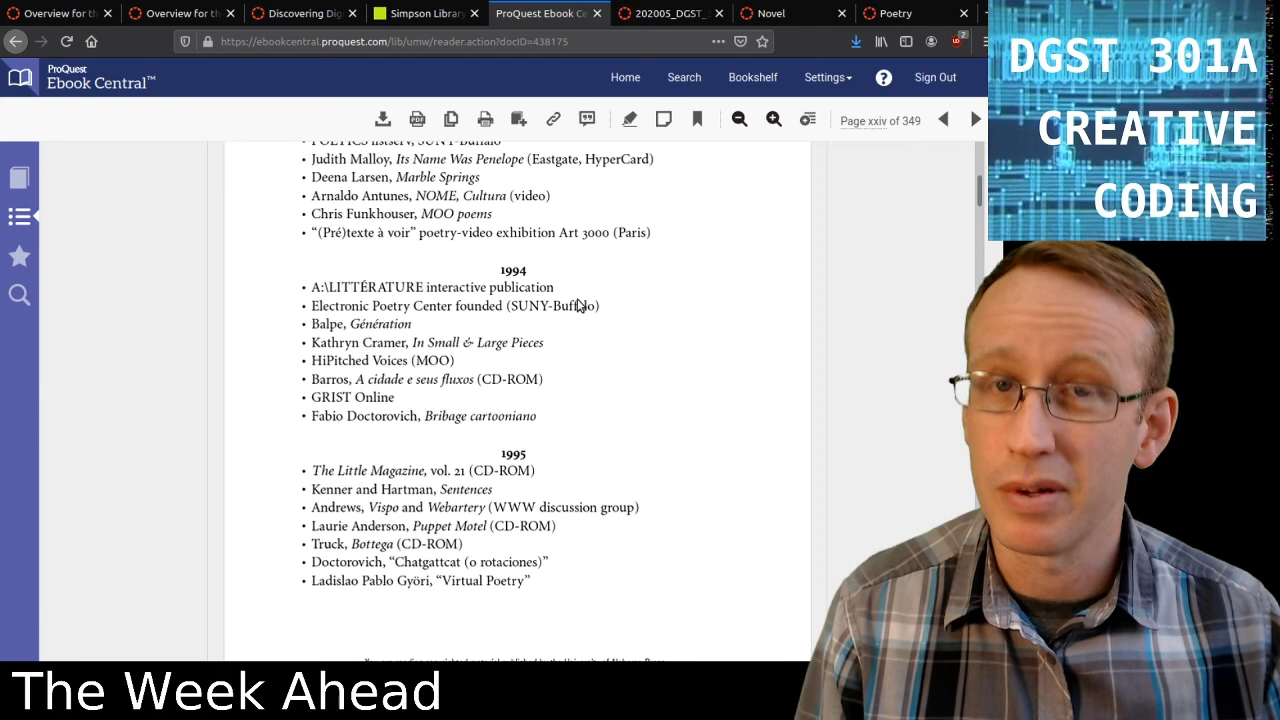 Overview for th
Overview for th
Discovering Dig
Simpson Library
ProQuest Ebook Ce
202005_DGST_
Novel
Poetry
https://ebookcentral.proquest.com/lib/umw/reader.action?docID=438175
2
ProQuest
Ebook Central™
Home
Search
Bookshelf
Settings
Sign Out
Page xxiv of 349
POETICS listserv, SUNY-Buffalo
• Judith Malloy, Its Name Was Penelope (Eastgate, HyperCard)
• Deena Larsen, Marble Springs
• Arnaldo Antunes, NOME, Cultura (video)
• Chris Funkhouser, MOO poems
• “(Pré)texte à voir” poetry-video exhibition Art 3000 (Paris)
1994
• A:\LITTÉRATURE interactive publication
• Electronic Poetry Center founded (SUNY-Buffalo)
• Balpe, Génération
• Kathryn Cramer, In Small & Large Pieces
• HiPitched Voices (MOO)
• Barros, A cidade e seus fluxos (CD-ROM)
• GRIST Online
• Fabio Doctorovich, Bribage cartooniano
1995
• The Little Magazine, vol. 21 (CD-ROM)
• Kenner and Hartman, Sentences
• Andrews, Vispo and Webartery (WWW discussion group)
• Laurie Anderson, Puppet Motel (CD-ROM)
• Truck, Bottega (CD-ROM)
• Doctorovich, “Chatgattcat (o rotaciones)”
• Ladislao Pablo Györi, “Virtual Poetry”
DGST 301A
CREATIVE
CODING
The Week Ahead